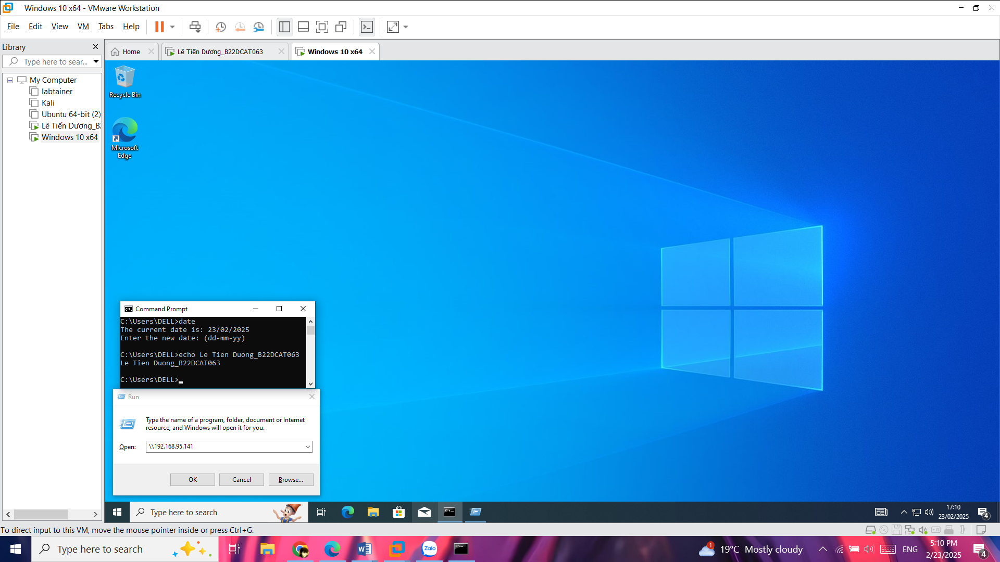 Windows 10 x64 - VMware Workstation
File Edit View VM Tabs Help
Library
Type here to sear...
My Computer
labtainer
Kali
Ubuntu 64-bit (2)
Lê Tiến Dương_B2
Windows 10 x64
Home
Lê Tiến Dương_B22DCAT063
Windows 10 x64
Recycle Bin
Microsoft
Edge
Command Prompt
C:\Users\DELL>date
The current date is: 23/02/2025
Enter the new date: (dd-mm-yy)
C:\Users\DELL>echo Le Tien Duong_B22DCAT063
Le Tien Duong_B22DCAT063
C:\Users\DELL>
Run
Type the name of a program, folder, document or Internet
resource, and Windows will open it for you.
Open: \\192.168.95.141
OK Cancel Browse...
Type here to search
17:10
23/02/2025
4
To direct input to this VM, move the mouse pointer inside or press Ctrl+G.
Type here to search
Zalo
1
19°C Mostly cloudy
ENG
5:10 PM
2/23/2025
4